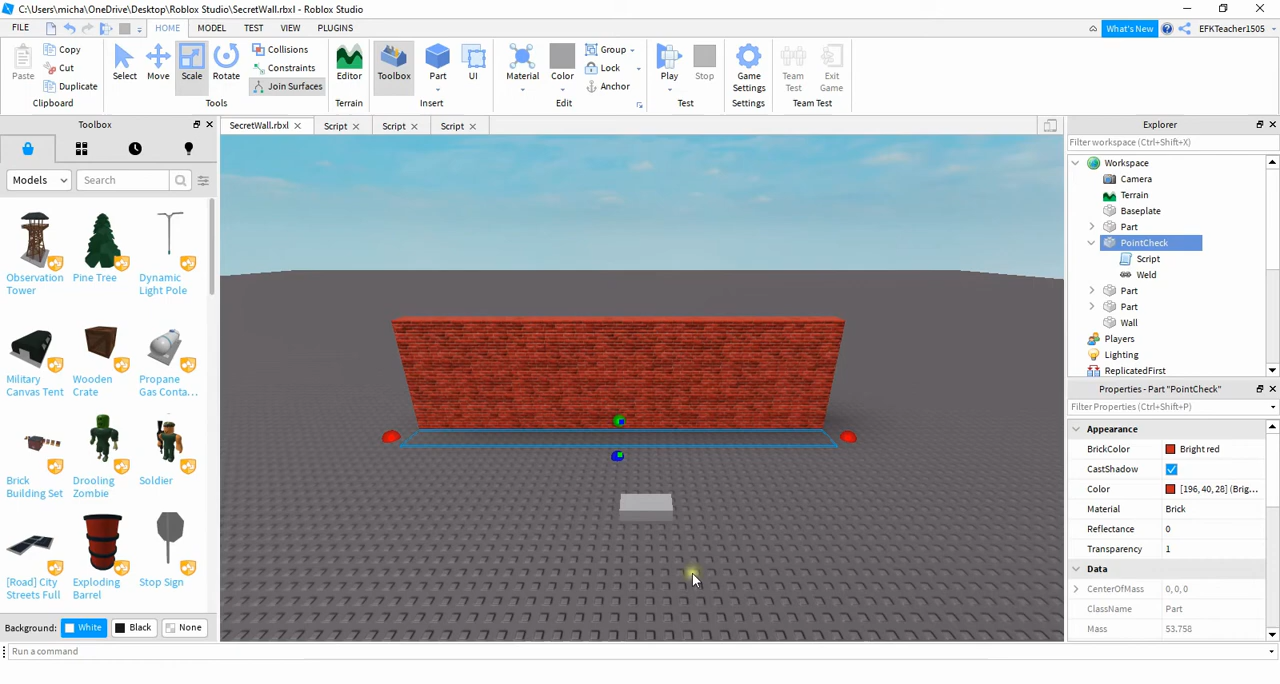 C:\Users\micha\OneDrive\Desktop\Roblox Studio\SecretWall.rbxl - Roblox Studio
FILE HOME MODEL TEST VIEW PLUGINS What's New EFKTeacher1505
Paste Copy Cut Duplicate
Select Move Scale Rotate
Collisions Constraints Join Surfaces
Editor Toolbox Part UI
Material Color Group Lock Anchor
Play Stop Game Settings Team Test Exit Game
Clipboard Tools Terrain Insert Edit Test Settings Team Test
Toolbox
Models Search
Observation Tower
Pine Tree
Dynamic Light Pole
Military Canvas Tent
Wooden Crate
Propane Gas Conta...
Brick Building Set
Drooling Zombie
Soldier
[Road] City Streets Full
Exploding Barrel
Stop Sign
Background: White Black None
SecretWall.rbxl Script Script Script
Explorer
Filter workspace (Ctrl+Shift+X)
Workspace
Camera
Terrain
Baseplate
Part
PointCheck
Script
Weld
Part
Part
Wall
Players
Lighting
ReplicatedFirst
Properties - Part "PointCheck"
Filter Properties (Ctrl+Shift+P)
Appearance
BrickColor Bright red
CastShadow
Color [196, 40, 28] (Brig...
Material Brick
Reflectance 0
Transparency 1
Data
CenterOfMass 0, 0, 0
ClassName Part
Mass 53.758
Run a command